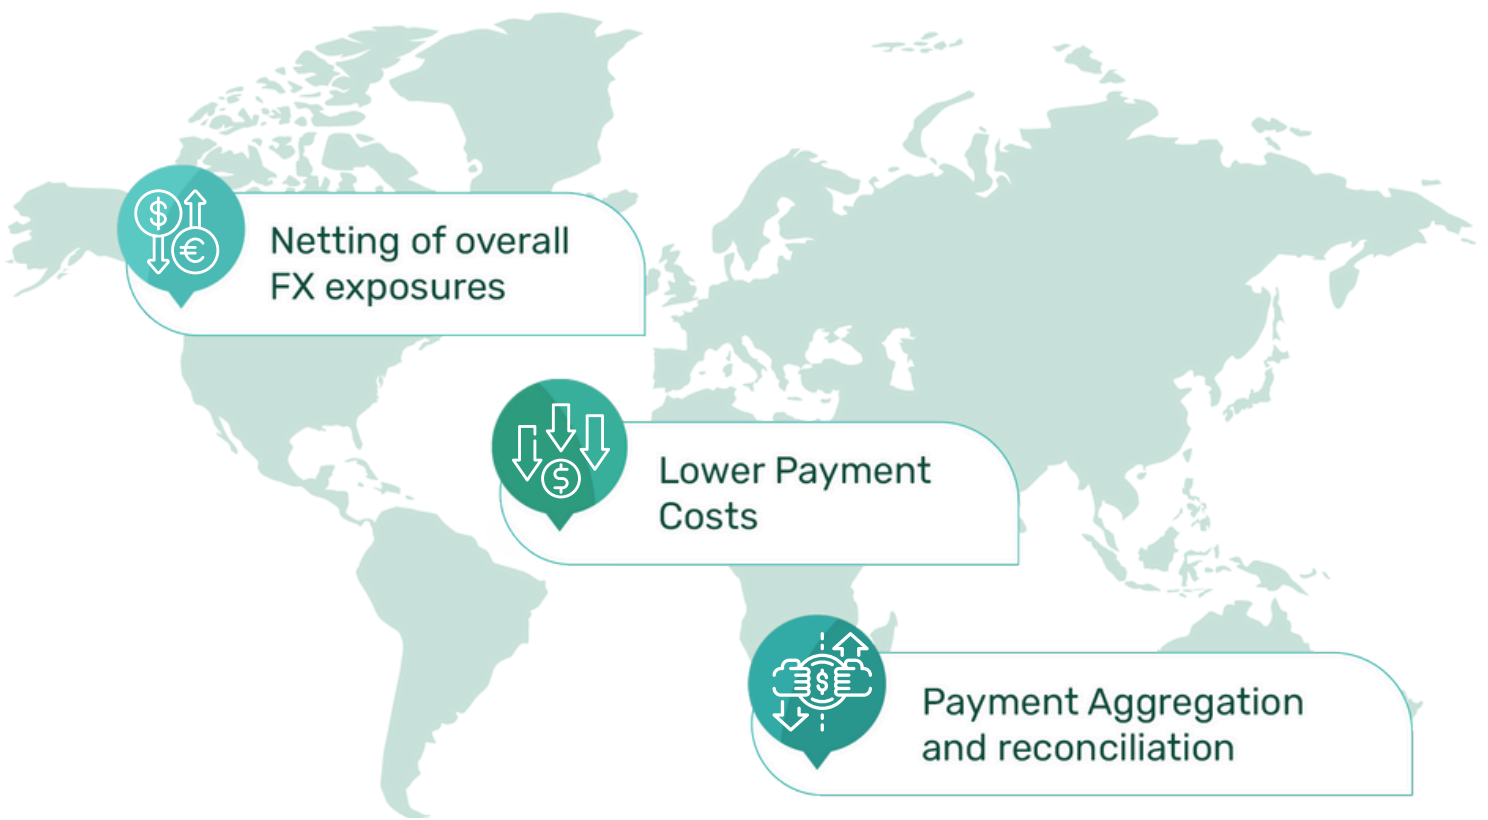 Netting of overall
FX exposures
Lower Payment
Costs
Payment Aggregation
and reconciliation